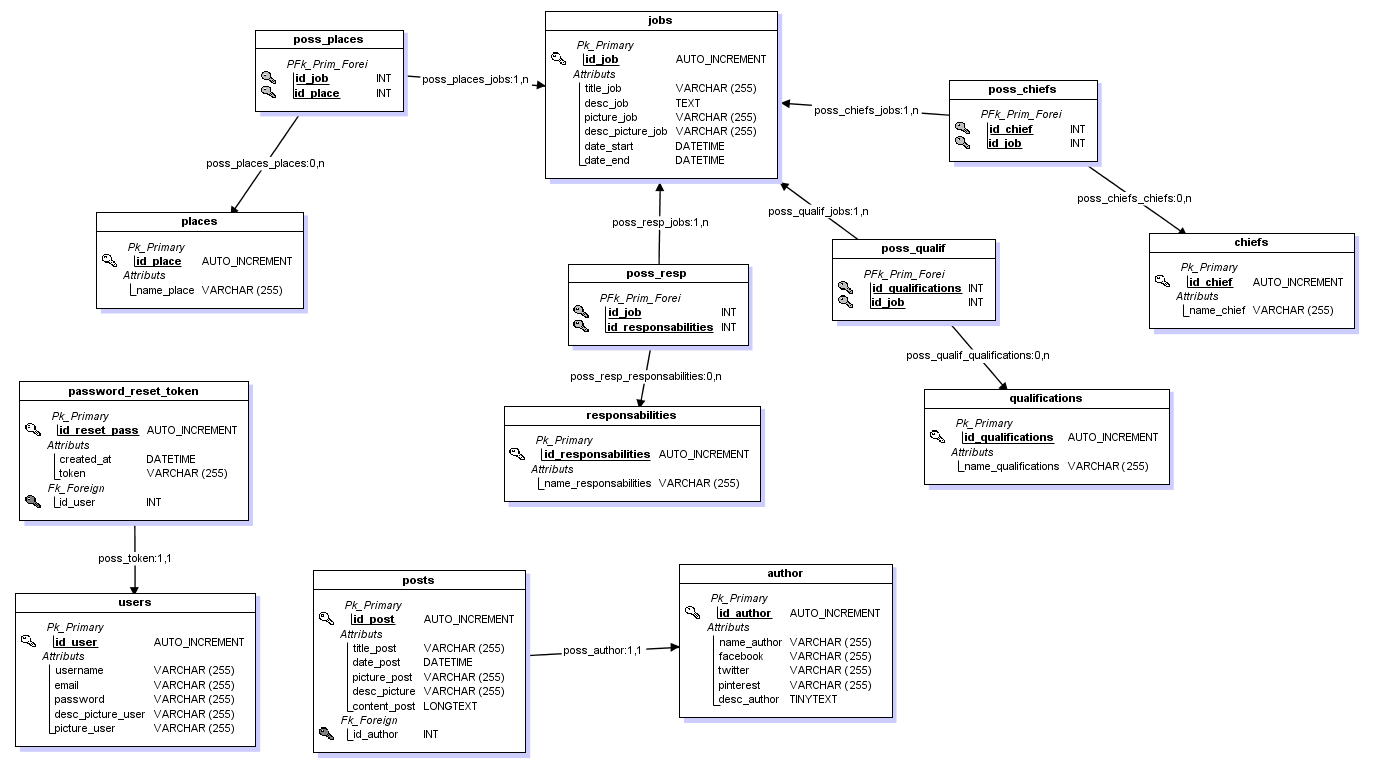 poss_places
PFk_Prim_Forei
id_job INT
id_place INT
poss_places_jobs:1,n
jobs
Pk_Primary
id_job AUTO_INCREMENT
Attributs
title_job VARCHAR (255)
desc_job TEXT
picture_job VARCHAR (255)
desc_picture_job VARCHAR (255)
date_start DATETIME
date_end DATETIME
poss_chiefs_jobs:1,n
poss_chiefs
PFk_Prim_Forei
id_chief INT
id_job INT
poss_places_places:0,n
places
Pk_Primary
id_place AUTO_INCREMENT
Attributs
name_place VARCHAR (255)
poss_resp_jobs:1,n
poss_qualif_jobs:1,n
poss_chiefs_chiefs:0,n
poss_resp
PFk_Prim_Forei
id_job INT
id_responsabilities INT
poss_qualif
PFk_Prim_Forei
id_qualifications INT
id_job INT
chiefs
Pk_Primary
id_chief AUTO_INCREMENT
Attributs
name_chief VARCHAR (255)
poss_resp_responsabilities:0,n
poss_qualif_qualifications:0,n
password_reset_token
Pk_Primary
id_reset_pass AUTO_INCREMENT
Attributs
created_at DATETIME
token VARCHAR (255)
Fk_Foreign
id_user INT
responsabilities
Pk_Primary
id_responsabilities AUTO_INCREMENT
Attributs
name_responsabilities VARCHAR (255)
qualifications
Pk_Primary
id_qualifications AUTO_INCREMENT
Attributs
name_qualifications VARCHAR (255)
poss_token:1,1
users
Pk_Primary
id_user AUTO_INCREMENT
Attributs
username VARCHAR (255)
email VARCHAR (255)
password VARCHAR (255)
desc_picture_user VARCHAR (255)
picture_user VARCHAR (255)
posts
Pk_Primary
id_post AUTO_INCREMENT
Attributs
title_post VARCHAR (255)
date_post DATETIME
picture_post VARCHAR (255)
desc_picture VARCHAR (255)
content_post LONGTEXT
Fk_Foreign
id_author INT
poss_author:1,1
author
Pk_Primary
id_author AUTO_INCREMENT
Attributs
name_author VARCHAR (255)
facebook VARCHAR (255)
twitter VARCHAR (255)
pinterest VARCHAR (255)
desc_author TINYTEXT